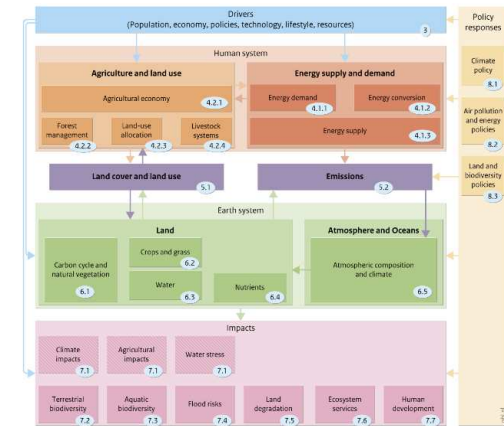 Drivers
(Population, economy, policies, technology, lifestyle, resources)
3
Policy
responses
Human system
Agriculture and land use
Agricultural economy
4.2.1
Forest
management
4.2.2
Land-use
allocation
4.2.3
Livestock
systems
4.2.4
Energy supply and demand
Energy demand
4.1.1
Energy conversion
4.1.2
Energy supply
4.1.3
Climate
policy
8.1
Air pollution
and energy
policies
8.2
Land and
biodiversity
policies
8.3
Land cover and land use
5.1
Emissions
5.2
Earth system
Land
Carbon cycle and
natural vegetation
6.1
Crops and grass
6.2
Water
6.3
Nutrients
6.4
Atmosphere and Oceans
Atmospheric composition
and climate
6.5
Impacts
Climate
impacts
7.1
Agricultural
impacts
7.1
Water stress
7.1
Terrestrial
biodiversity
7.2
Aquatic
biodiversity
7.3
Flood risks
7.4
Land
degradation
7.5
Ecosystem
services
7.6
Human
development
7.7